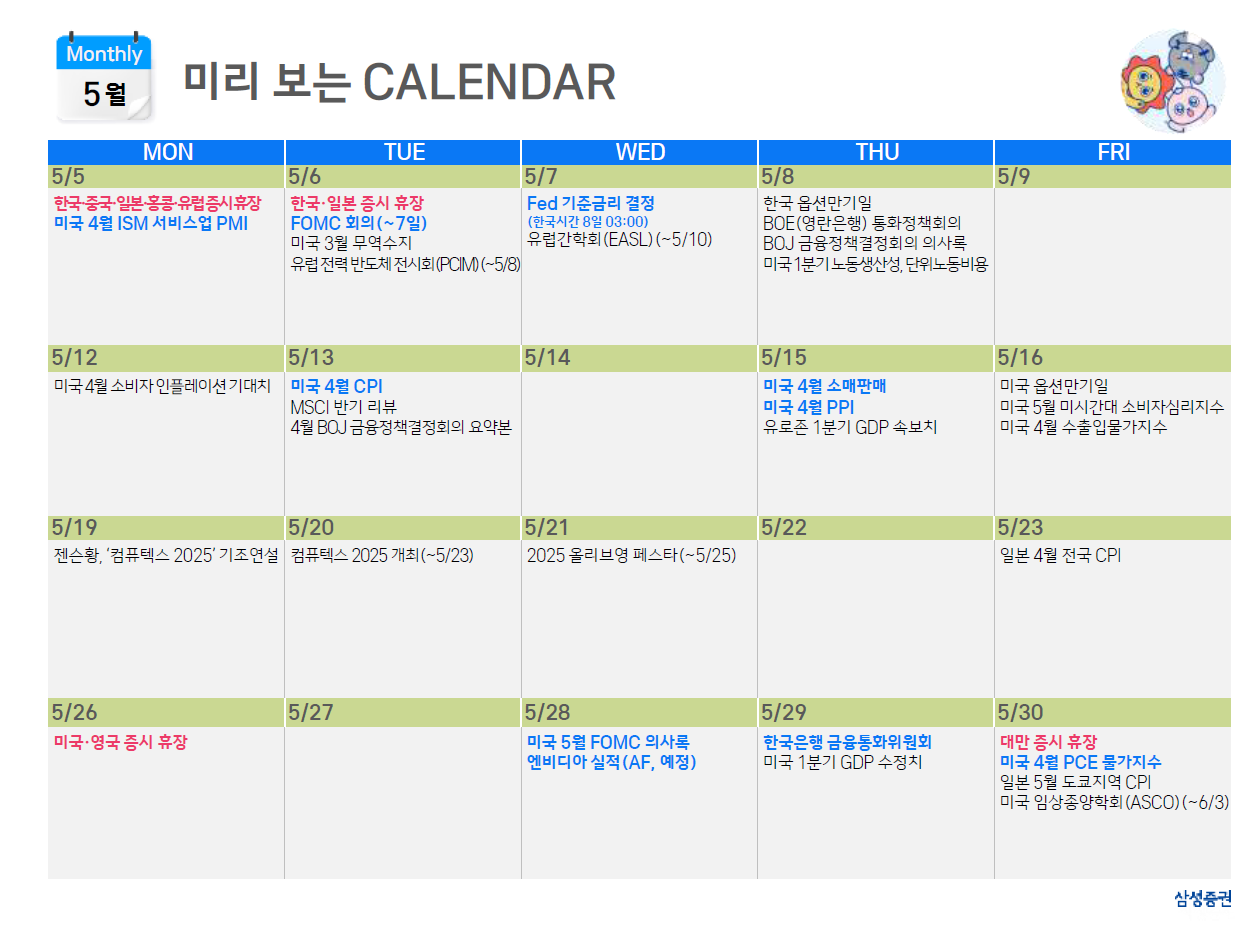 Monthly
5월
미리 보는 CALENDAR
MON TUE WED THU FRI
5/5 5/6 5/7 5/8 5/9
한국·중국·일본·홍콩·유럽증시휴장
미국 4월 ISM 서비스업 PMI
한국·일본 증시 휴장
FOMC 회의(~7일)
미국 3월 무역수지
유럽 전력 반도체 전시회(PCIM) (~5/8)
Fed 기준금리 결정
(한국시간 8일 03:00)
유럽간학회(EASL) (~5/10)
한국 옵션만기일
BOE(영란은행) 통화정책회의
BOJ 금융정책결정회의 의사록
미국 1분기 노동생산성, 단위노동비용
5/12 5/13 5/14 5/15 5/16
미국 4월 소비자 인플레이션 기대치
미국 4월 CPI
MSCI 반기 리뷰
4월 BOJ 금융정책결정회의 요약본
미국 4월 소매판매
미국 4월 PPI
유로존 1분기 GDP 속보치
미국 옵션만기일
미국 5월 미시간대 소비자심리지수
미국 4월 수출입물가지수
5/19 5/20 5/21 5/22 5/23
젠슨황, ‘컴퓨텍스 2025’ 기조연설
컴퓨텍스 2025 개최(~5/23)
2025 올리브영 페스타(~5/25)
일본 4월 전국 CPI
5/26 5/27 5/28 5/29 5/30
미국·영국 증시 휴장
미국 5월 FOMC 의사록
엔비디아 실적(AF, 예정)
한국은행 금융통화위원회
미국 1분기 GDP 수정치
대만 증시 휴장
미국 4월 PCE 물가지수
일본 5월 도쿄지역 CPI
미국 임상종양학회(ASCO) (~6/3)
삼성증권